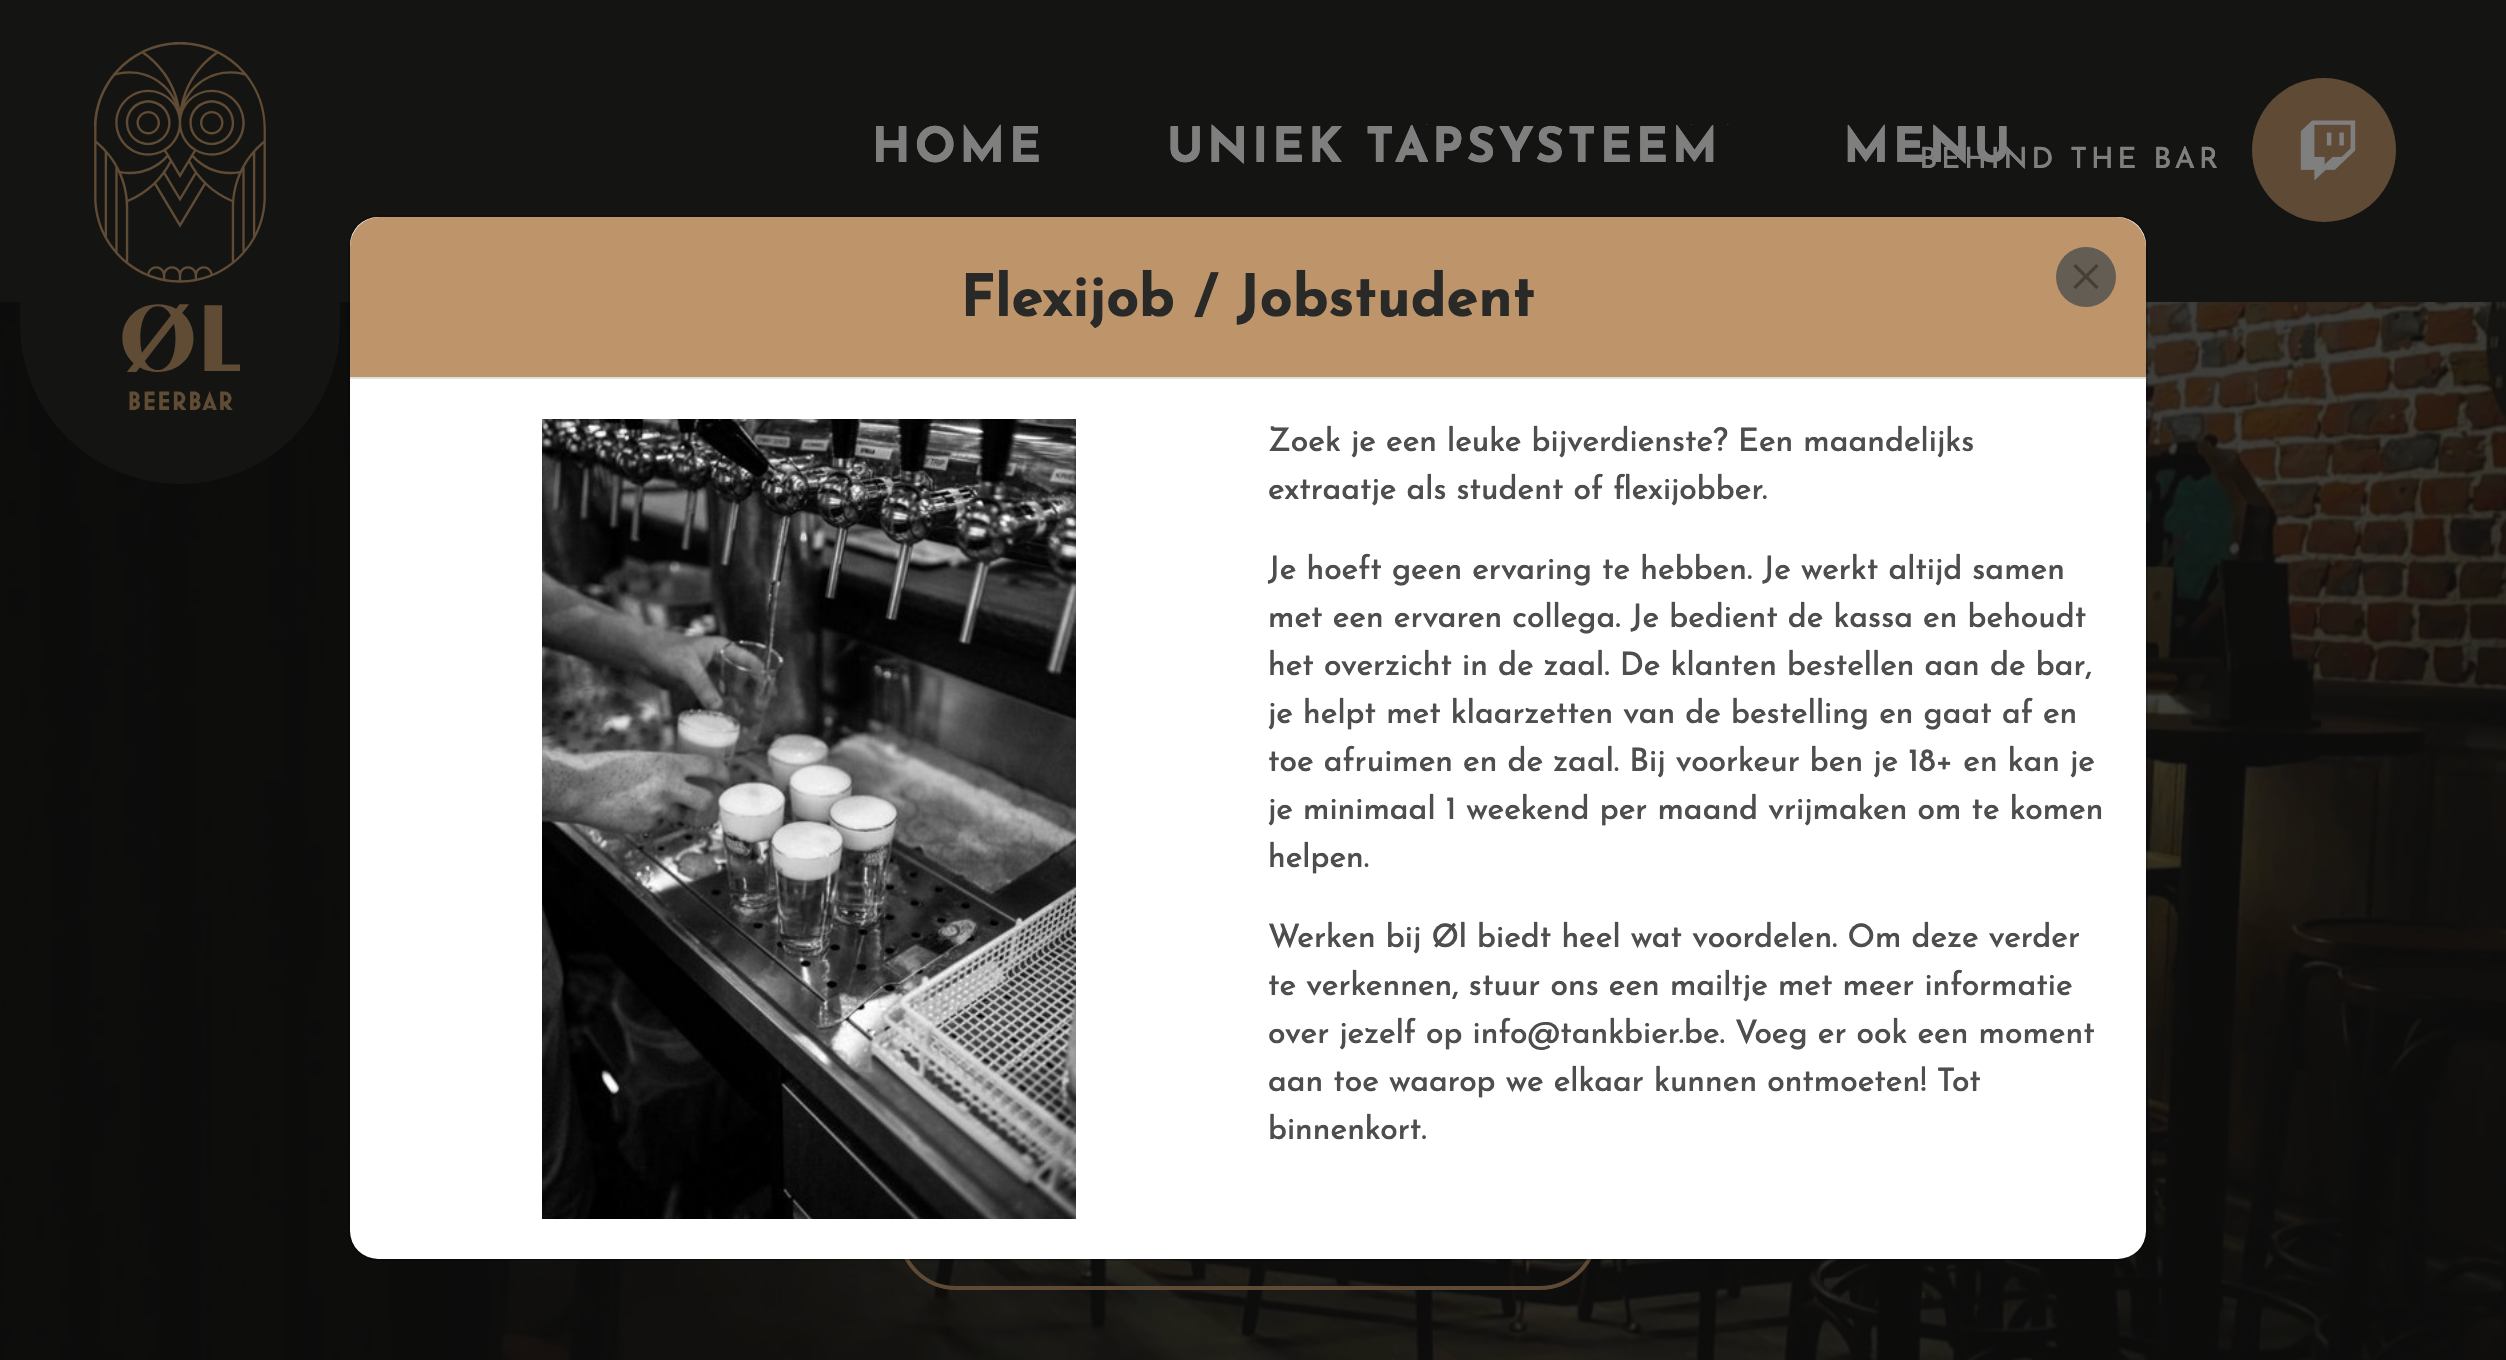 HOME UNIEK TAPSYSTEEM MENU
BEHIND THE BAR
ØL
BEERBAR
Flexijob / Jobstudent
Zoek je een leuke bijverdienste? Een maandelijks
extraatje als student of flexijobber.
Je hoeft geen ervaring te hebben. Je werkt altijd samen
met een ervaren collega. Je bedient de kassa en behoudt
het overzicht in de zaal. De klanten bestellen aan de bar,
je helpt met klaarzetten van de bestelling en gaat af en
toe afruimen en de zaal. Bij voorkeur ben je 18+ en kan je
je minimaal 1 weekend per maand vrijmaken om te komen
helpen.
Werken bij Øl biedt heel wat voordelen. Om deze verder
te verkennen, stuur ons een mailtje met meer informatie
over jezelf op info@tankbier.be. Voeg er ook een moment
aan toe waarop we elkaar kunnen ontmoeten! Tot
binnenkort.